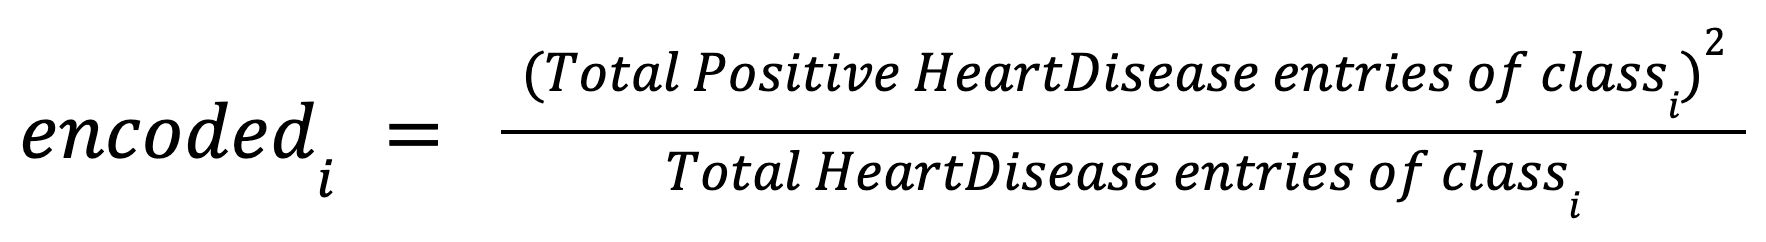 (Total Positive HeartDisease entries of class_i)^2
encoded_i =
Total HeartDisease entries of class_i